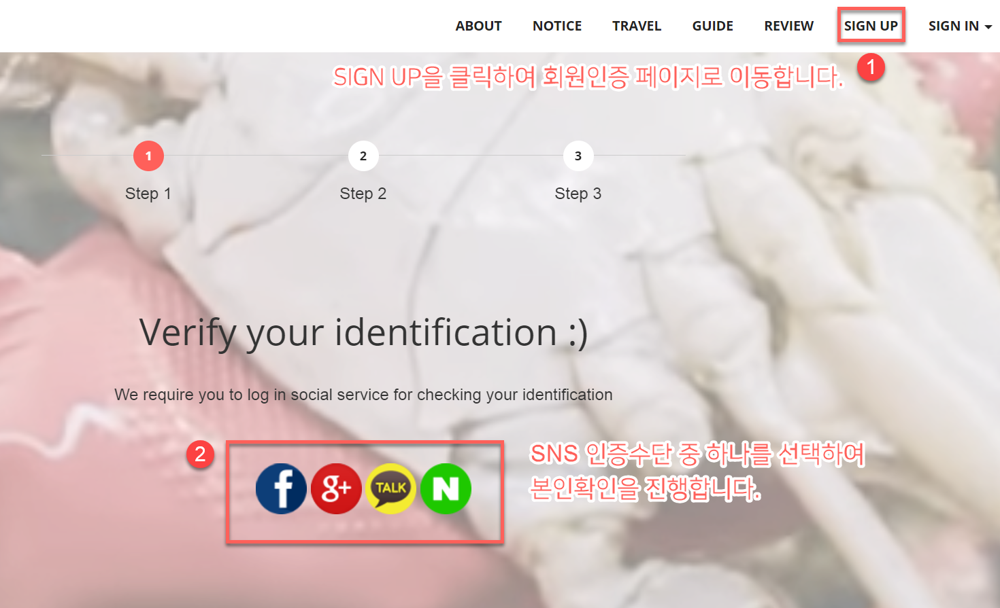 ABOUT NOTICE TRAVEL GUIDE REVIEW SIGN UP SIGN IN
SIGN UP을 클릭하여 회원인증 페이지로 이동합니다. 1
1 2 3
Step 1 Step 2 Step 3
Verify your identification :)
We require you to log in social service for checking your identification
2
f g+ TALK N
SNS 인증수단 중 하나를 선택하여
본인확인을 진행합니다.